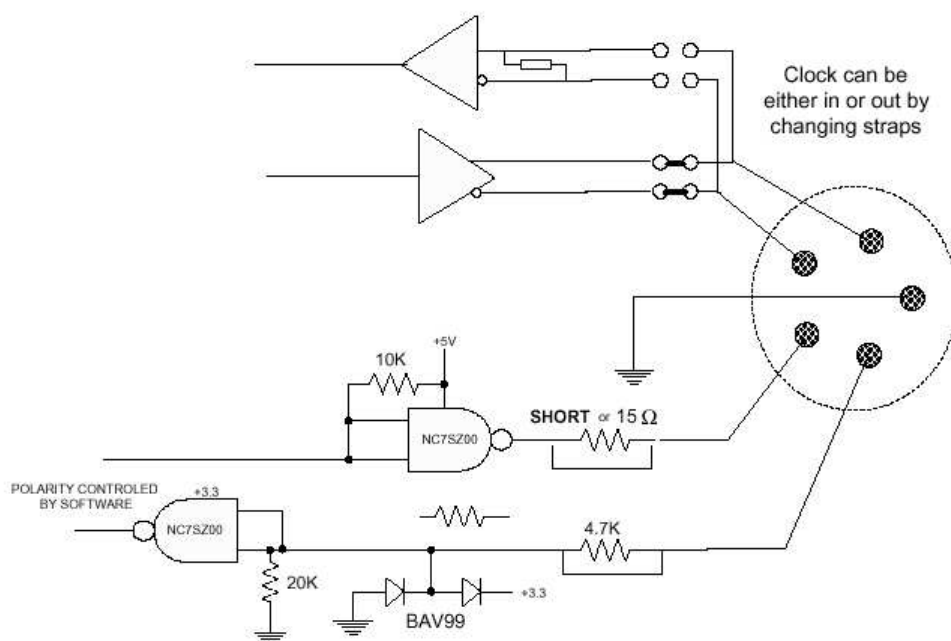 Clock can be
either in or out by
changing straps
+5V
10K
NC7SZ00
SHORT or 15 Ω
POLARITY CONTROLED
BY SOFTWARE
+3.3
NC7SZ00
4.7K
20K
+3.3
BAV99